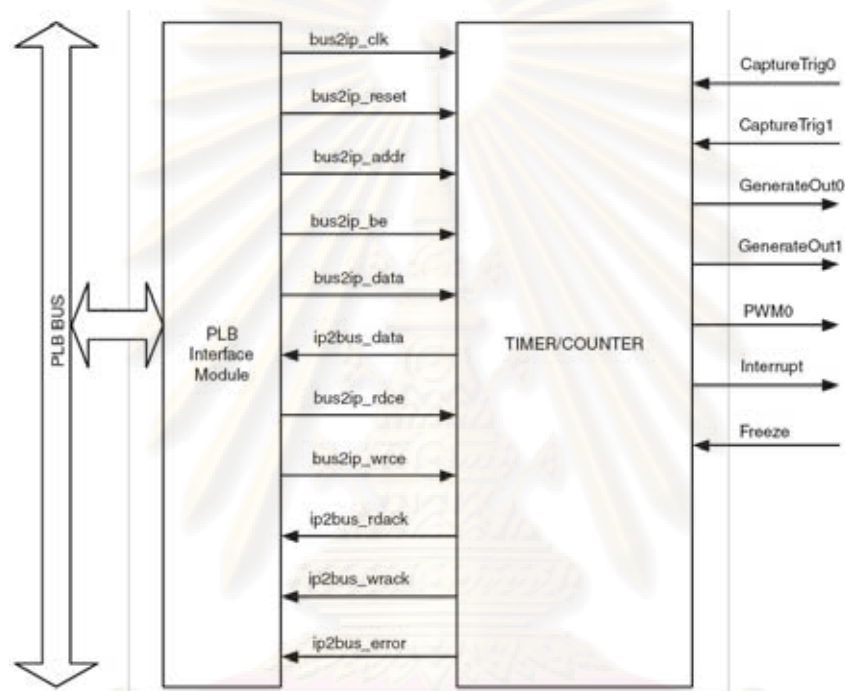 PLB BUS
PLB
Interface
Module
bus2ip_clk
bus2ip_reset
bus2ip_addr
bus2ip_be
bus2ip_data
ip2bus_data
bus2ip_rdce
bus2ip_wrce
ip2bus_rdack
ip2bus_wrack
ip2bus_error
TIMER/COUNTER
CaptureTrig0
CaptureTrig1
GenerateOut0
GenerateOut1
PWM0
Interrupt
Freeze